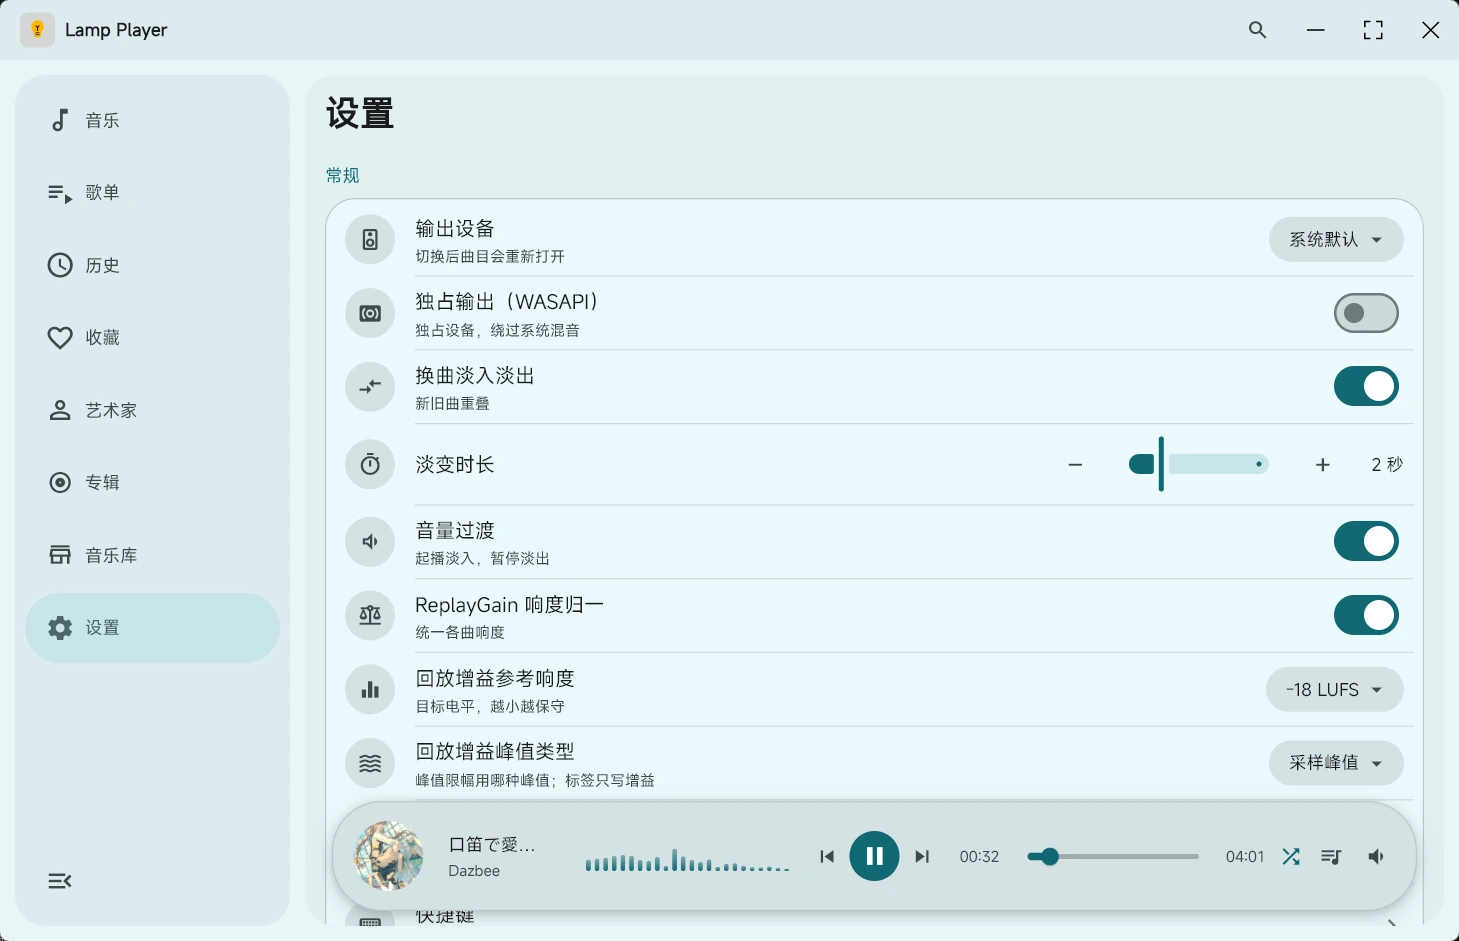 Lamp Player
音乐
歌单
历史
收藏
艺术家
专辑
音乐库
设置
设置
常规
输出设备
切换后曲目会重新打开
系统默认
独占输出（WASAPI）
独占设备，绕过系统混音
换曲淡入淡出
新旧曲重叠
淡变时长
2 秒
音量过渡
起播淡入，暂停淡出
ReplayGain 响度归一
统一各曲响度
回放增益参考响度
目标电平，越小越保守
-18 LUFS
回放增益峰值类型
峰值限幅用哪种峰值；标签只写增益
采样峰值
口笛で愛…
Dazbee
00:32
04:01
快捷键